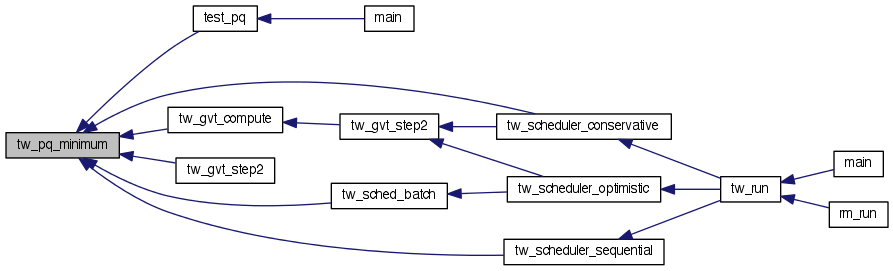 test_pq
main
tw_gvt_compute
tw_gvt_step2
tw_scheduler_conservative
tw_pq_minimum
tw_gvt_step2
main
tw_sched_batch
tw_scheduler_optimistic
tw_run
rm_run
tw_scheduler_sequential